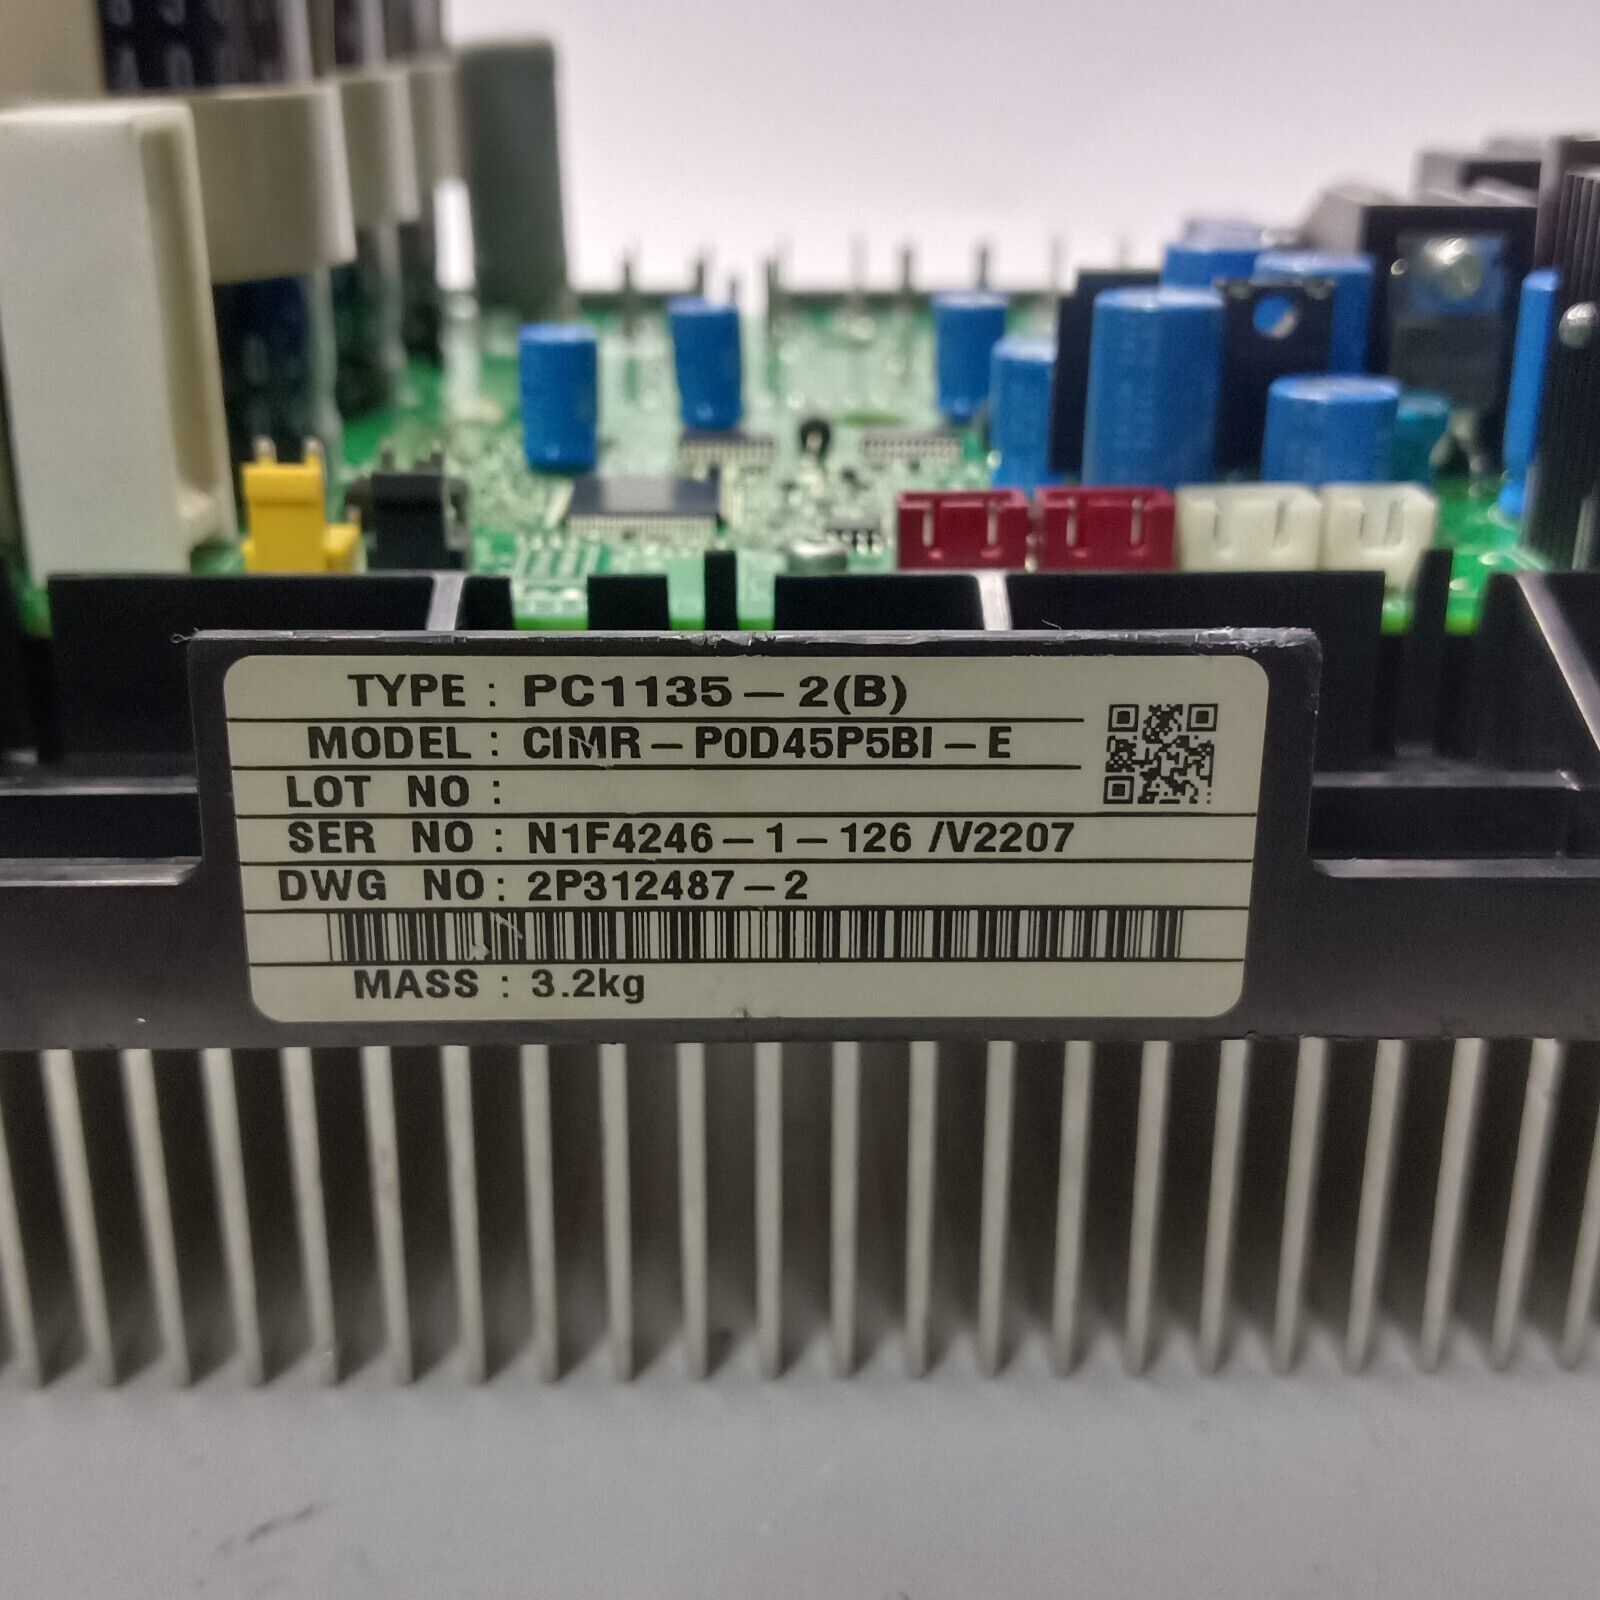 TYPE : PC1135-2(B)
MODEL : CIMR-P0D45P5BI-E
LOT NO :
SER NO : N1F4246-1-126 /V2207
DWG NO : 2P312487-2
MASS : 3.2kg